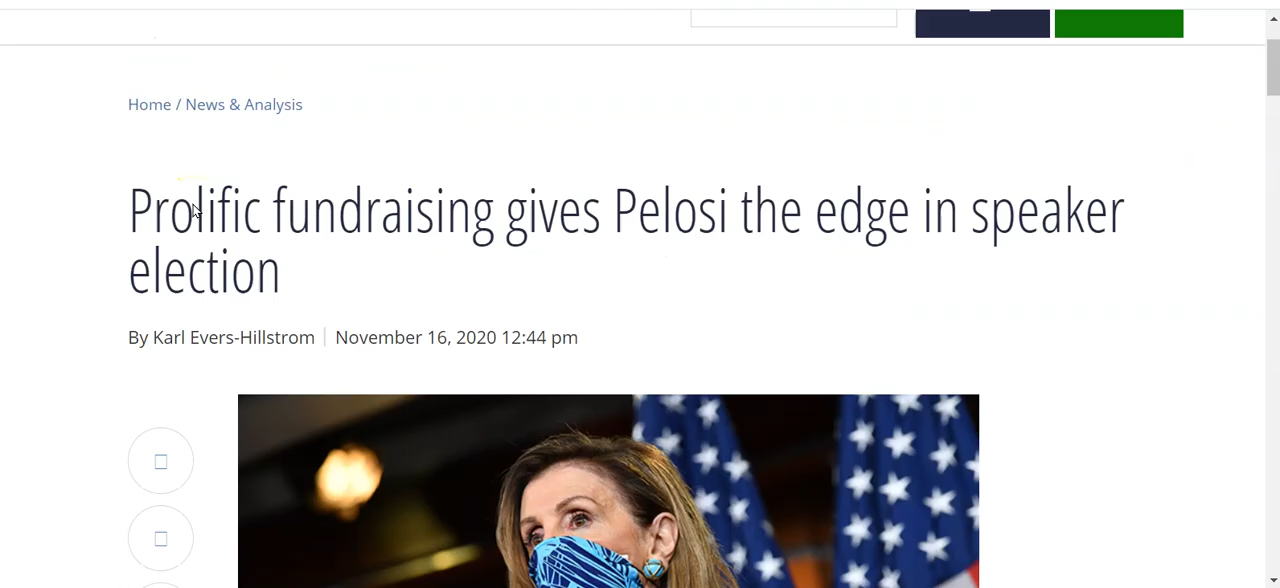 Home / News & Analysis
Prolific fundraising gives Pelosi the edge in speaker
election
By Karl Evers-Hillstrom | November 16, 2020 12:44 pm